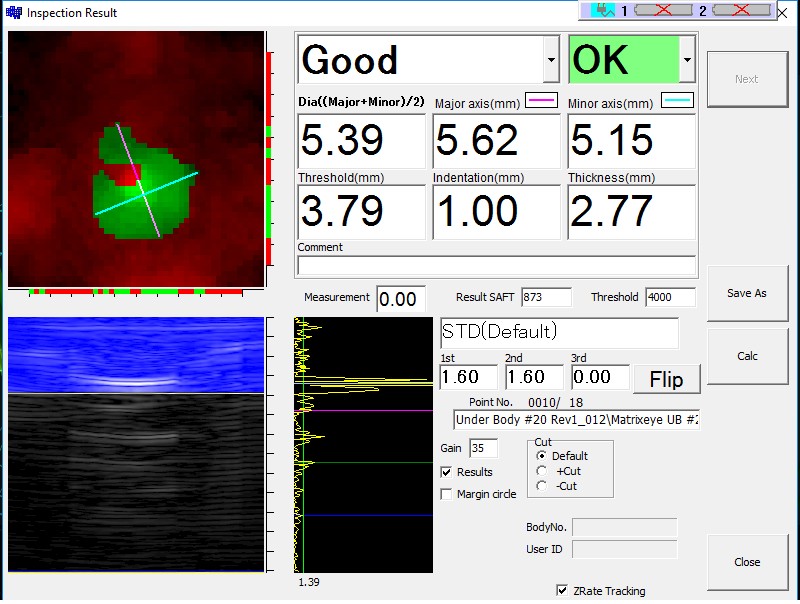 Inspection Result
1 2
Good OK
Next
Dia((Major+Minor)/2) Major axis(mm) Minor axis(mm)
5.39 5.62 5.15
Threshold(mm) Indentation(mm) Thickness(mm)
3.79 1.00 2.77
Comment
Measurement 0.00 Result SAFT 873 Threshold 4000
Save As
STD(Default)
1st 2nd 3rd
1.60 1.60 0.00 Flip
Calc
Point No. 0010/ 18
Under Body #20 Rev1_012\Matrixeye UB #2
Gain 35
Cut
Default
+Cut
-Cut
Results
Margin circle
BodyNo.
User ID
Close
1.39
ZRate Tracking